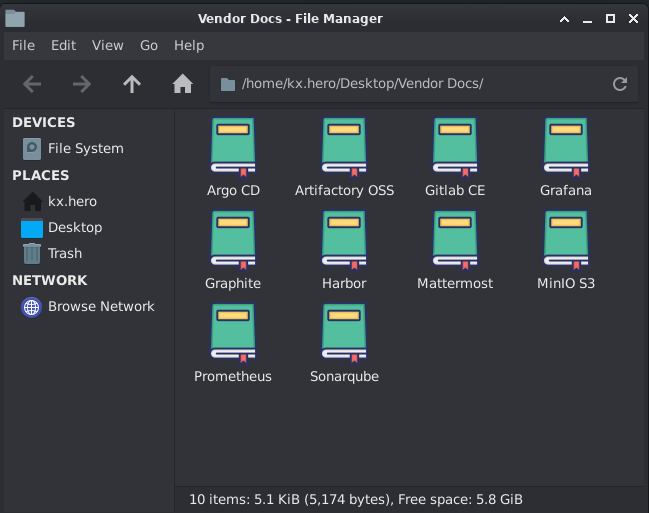 Vendor Docs - File Manager
File Edit View Go Help
/home/kx.hero/Desktop/Vendor Docs/
DEVICES
File System
PLACES
kx.hero
Desktop
Trash
NETWORK
Browse Network
Argo CD Artifactory OSS Gitlab CE Grafana
Graphite Harbor Mattermost MinIO S3
Prometheus Sonarqube
10 items: 5.1 KiB (5,174 bytes), Free space: 5.8 GiB